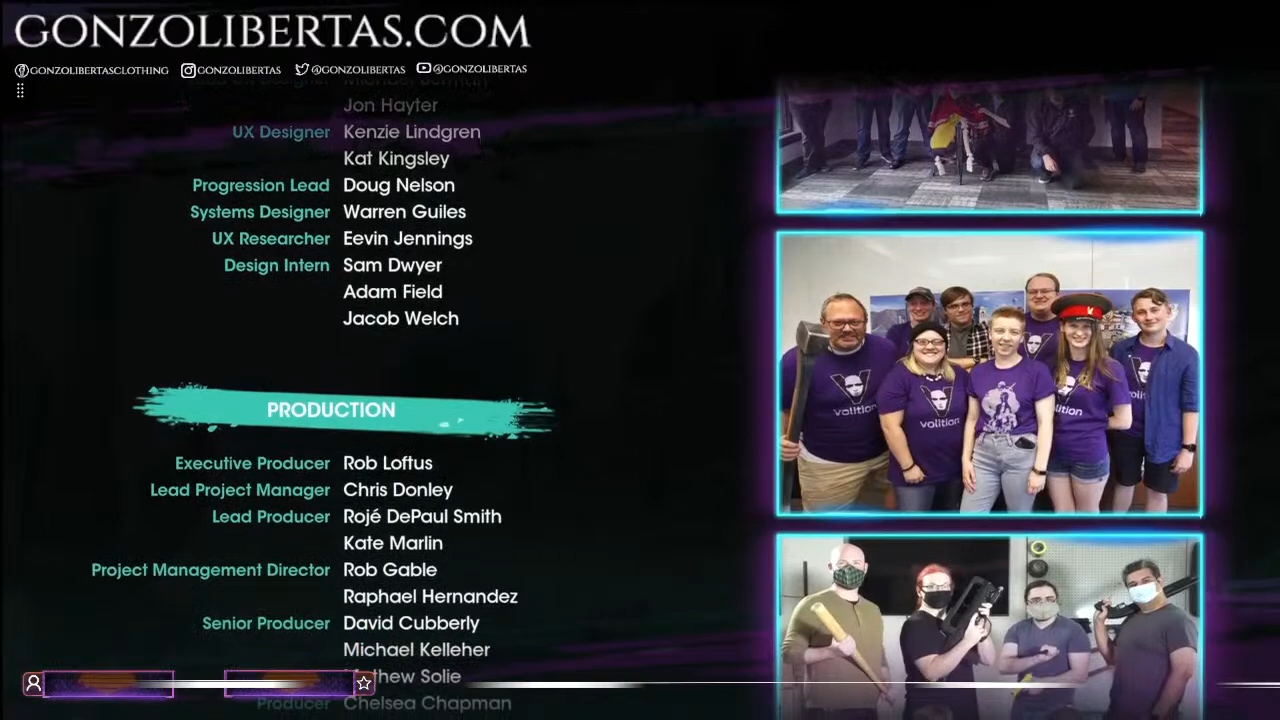 GONZOLIBERTAS.COM
GONZOLIBERTASCLOTHING GONZOLIBERTAS @GONZOLIBERTAS @GONZOLIBERTAS
Jon Hayter
UX Designer Kenzie Lindgren
Kat Kingsley
Progression Lead Doug Nelson
Systems Designer Warren Guiles
UX Researcher Eevin Jennings
Design Intern Sam Dwyer
Adam Field
Jacob Welch
PRODUCTION
Executive Producer Rob Loftus
Lead Project Manager Chris Donley
Lead Producer Rojé DePaul Smith
Kate Marlin
Project Management Director Rob Gable
Raphael Hernandez
Senior Producer David Cubberly
Michael Kelleher
Solie
Producer Chelsea Chapman
volition
volition